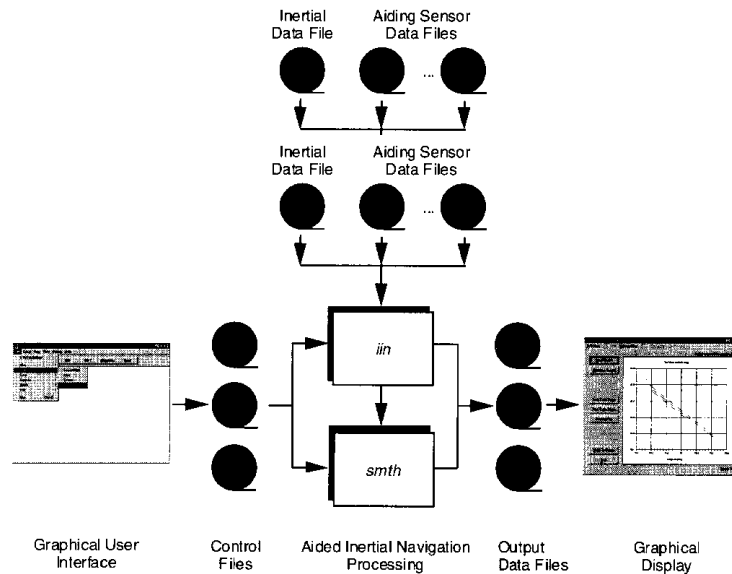 Inertial
Data File
Aiding Sensor
Data Files
...
Inertial
Data File
Aiding Sensor
Data Files
...
iin
smth
Graphical User
Interface
Control
Files
Aided Inertial Navigation
Processing
Output
Data Files
Graphical
Display